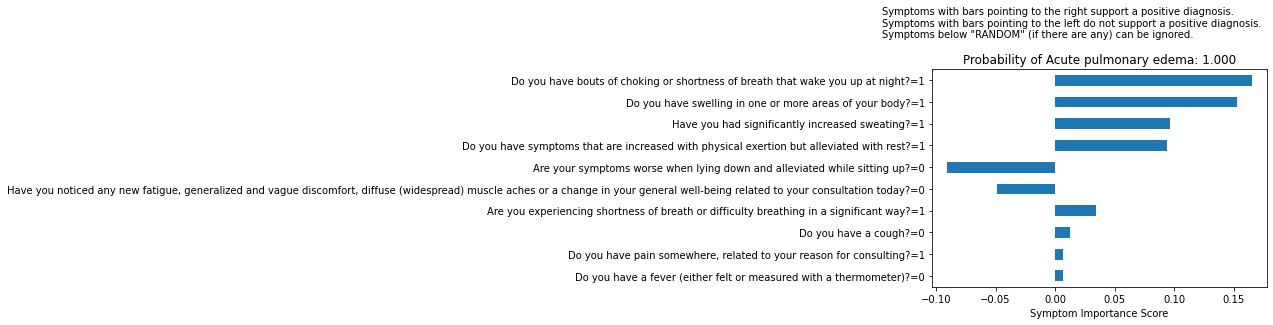 Symptoms with bars pointing to the right support a positive diagnosis.
Symptoms with bars pointing to the left do not support a positive diagnosis.
Symptoms below "RANDOM" (if there are any) can be ignored.
Probability of Acute pulmonary edema: 1.000
Do you have bouts of choking or shortness of breath that wake you up at night?=1
Do you have swelling in one or more areas of your body?=1
Have you had significantly increased sweating?=1
Do you have symptoms that are increased with physical exertion but alleviated with rest?=1
Are your symptoms worse when lying down and alleviated while sitting up?=0
Have you noticed any new fatigue, generalized and vague discomfort, diffuse (widespread) muscle aches or a change in your general well-being related to your consultation today?=0
Are you experiencing shortness of breath or difficulty breathing in a significant way?=1
Do you have a cough?=0
Do you have pain somewhere, related to your reason for consulting?=1
Do you have a fever (either felt or measured with a thermometer)?=0
−0.10 −0.05 0.00 0.05 0.10 0.15
Symptom Importance Score